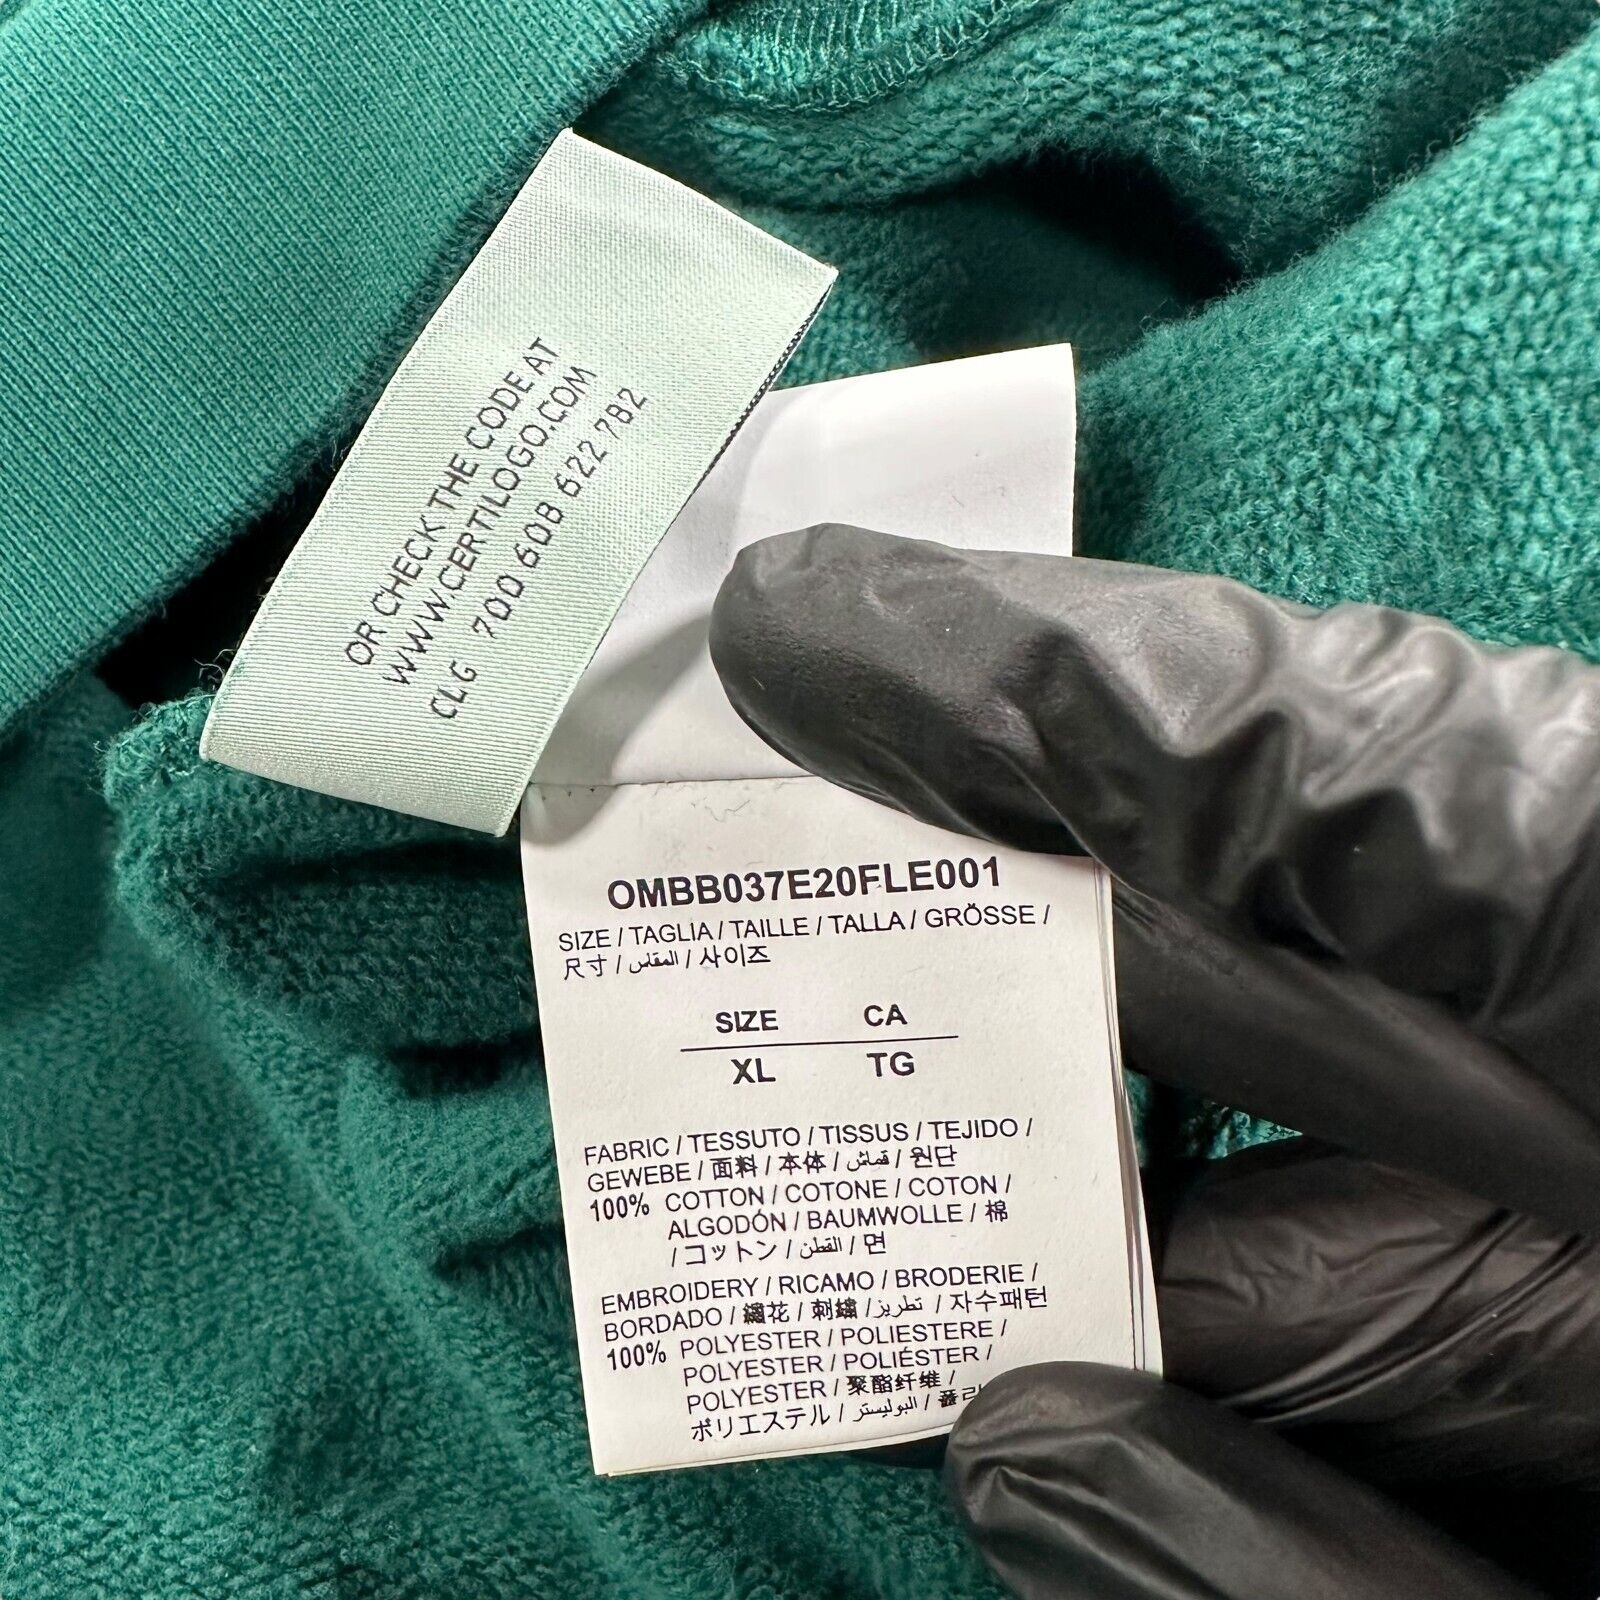 OR CHECK THE CODE AT
WWW.CERTILOGO.COM
CLG 700 608 622 782
OMBB037E20FLE001
SIZE / TAGLIA / TAILLE / TALLA / GRÖSSE /
尺寸 / المقاس / 사이즈
SIZE CA
XL TG
FABRIC / TESSUTO / TISSUS / TEJIDO /
GEWEBE / 面料 / 本体 / قماش / 원단
100% COTTON / COTONE / COTON /
ALGODÓN / BAUMWOLLE / 棉
/ コットン / القطن / 면
EMBROIDERY / RICAMO / BRODERIE /
BORDADO / 繡花 / 刺繍 / تطريز / 자수패턴
100% POLYESTER / POLIESTERE /
POLYESTER / POLIÉSTER /
POLYESTER / 聚酯纤维 /
ポリエステル / البوليستر /